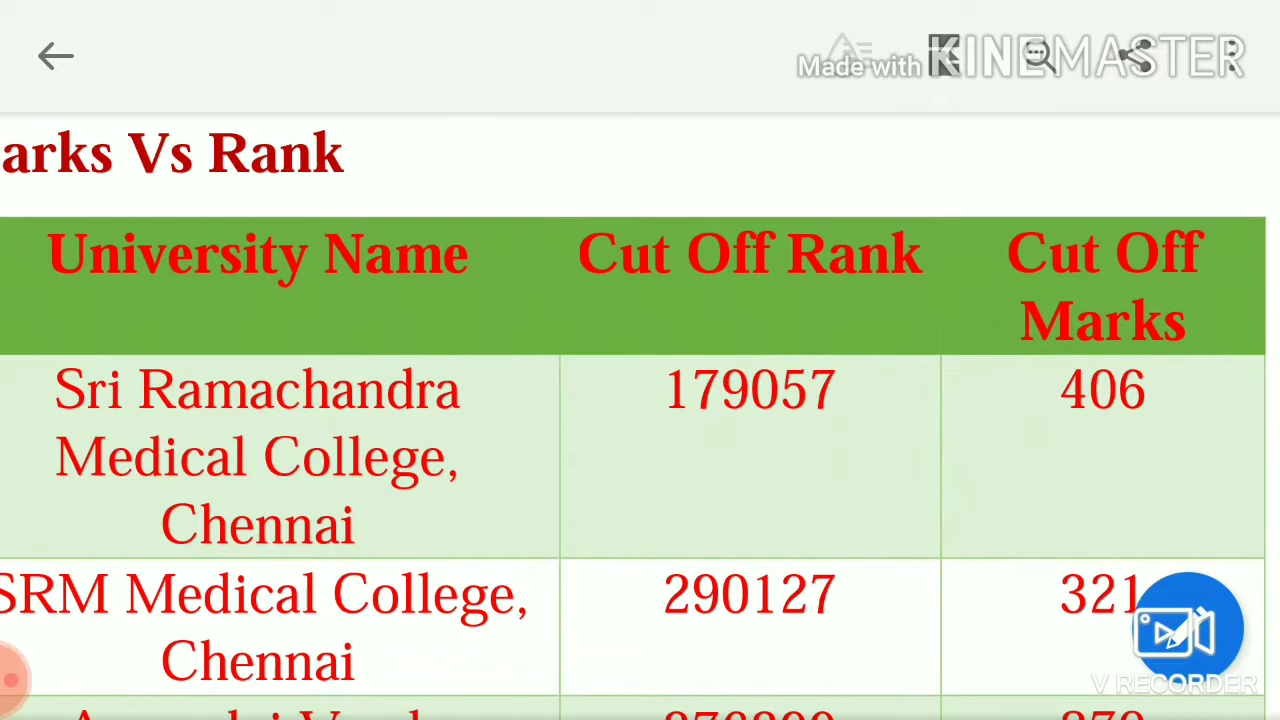 Made with KINEMASTER
arks Vs Rank
University Name Cut Off Rank Cut Off
Marks
Sri Ramachandra 179057 406
Medical College,
Chennai
SRM Medical College, 290127 321
Chennai
V RECORDER